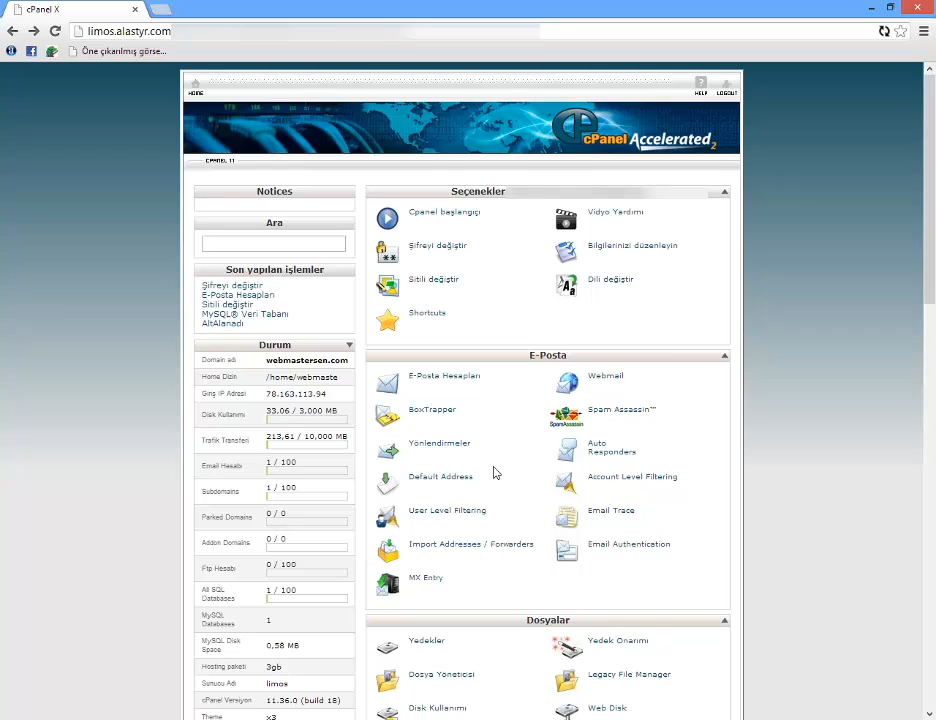 cPanel X
limos.alastyr.com
Öne çıkarılmış görse...
HOME
HELP
LOGOUT
cPanel Accelerated2
CPANEL 11
Notices
Ara
Son yapılan işlemler
Şifreyi değiştir
E-Posta Hesapları
Sitili değiştir
MySQL® Veri Tabanı
AltAlanadı
Durum
Domain adı webmastersen.com
Home Dizin /home/webmaste
Giriş IP Adresi 78.163.113.94
Disk Kullanımı 33,06 / 3,000 MB
Trafik Transferi 213,61 / 10,000 MB
Email Hesabı 1 / 100
Subdomains 1 / 100
Parked Domains 0 / 0
Addon Domains 0 / 0
Ftp Hesabı 0 / 100
All SQL
Databases 1 / 100
MySQL
Databases 1
MySQL Disk
Space 0,58 MB
Hosting paketi 3gb
Sunucu Adı limos
cPanel Versiyon 11.36.0 (build 18)
Theme x3
Seçenekler
Cpanel başlangıçı
Vidyo Yardımı
Şifreyi değiştir
Bilgilerinizi düzenleyin
Sitili değiştir
Dili değiştir
Shortcuts
E-Posta
E-Posta Hesapları
Webmail
BoxTrapper
Spam Assassin™
SpamAssassin
Yönlendirmeler
Auto
Responders
Default Address
Account Level Filtering
User Level Filtering
Email Trace
Import Addresses / Forwarders
Email Authentication
MX Entry
Dosyalar
Yedekler
Yedek Onarımı
Dosya Yöneticisi
Legacy File Manager
Disk Kullanımı
Web Disk